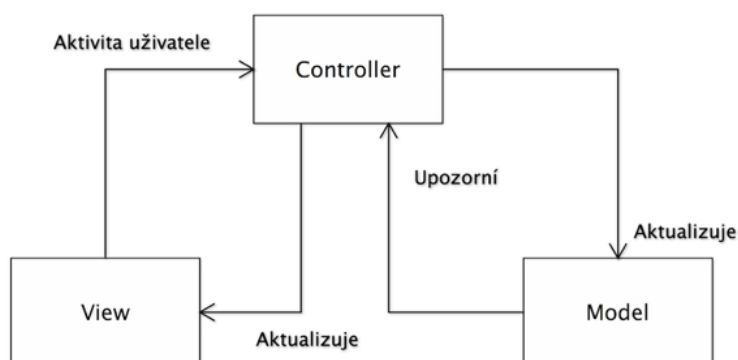 Aktivita uživatele
Controller
Upozorní
Aktualizuje
View
Model
Aktualizuje